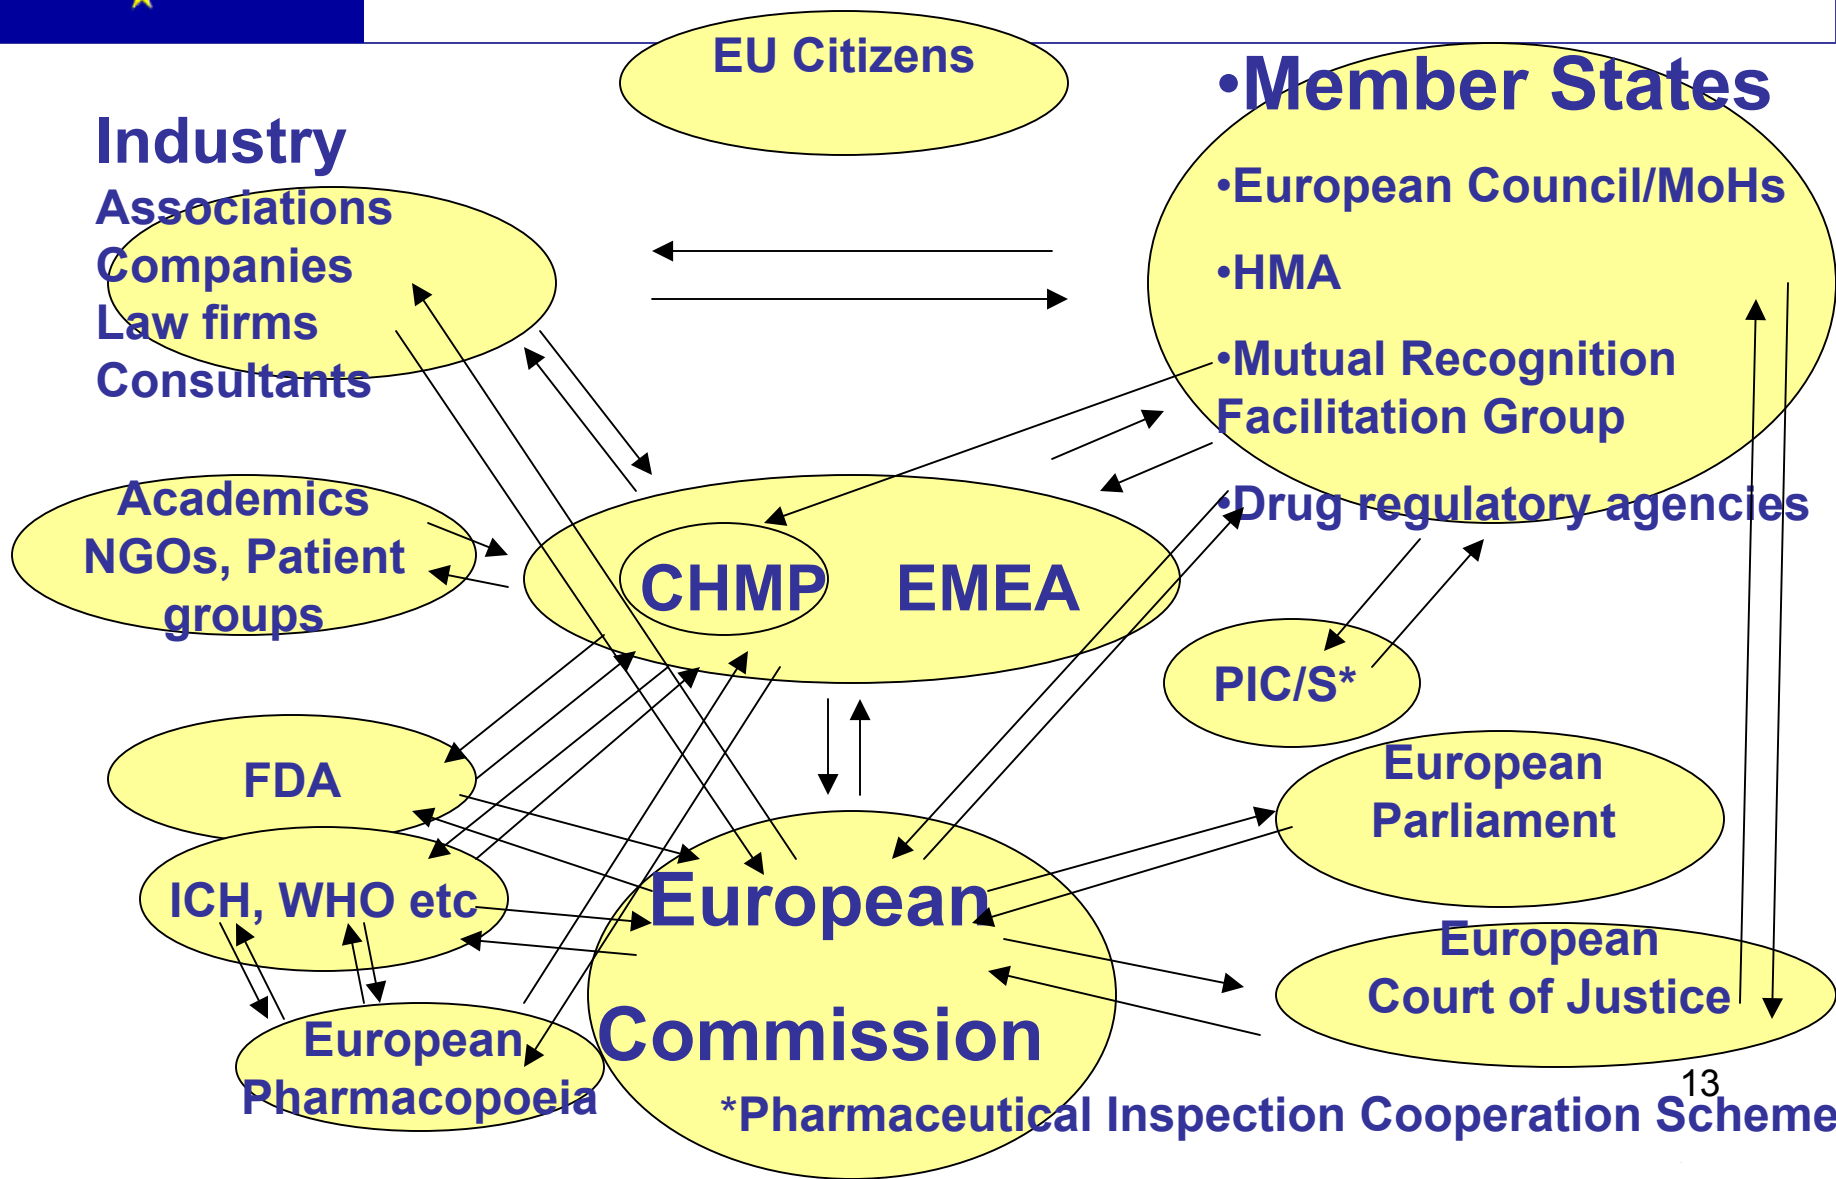 EU Citizens
•Member States
•European Council/MoHs
•HMA
•Mutual Recognition
Facilitation Group
•Drug regulatory agencies
Industry
Associations
Companies
Law firms
Consultants
Academics
NGOs, Patient
groups
CHMP
EMEA
PIC/S*
FDA
European
Parliament
ICH, WHO etc
European
Commission
European
Court of Justice
European
Pharmacopoeia
*Pharmaceutical Inspection Cooperation Scheme
13